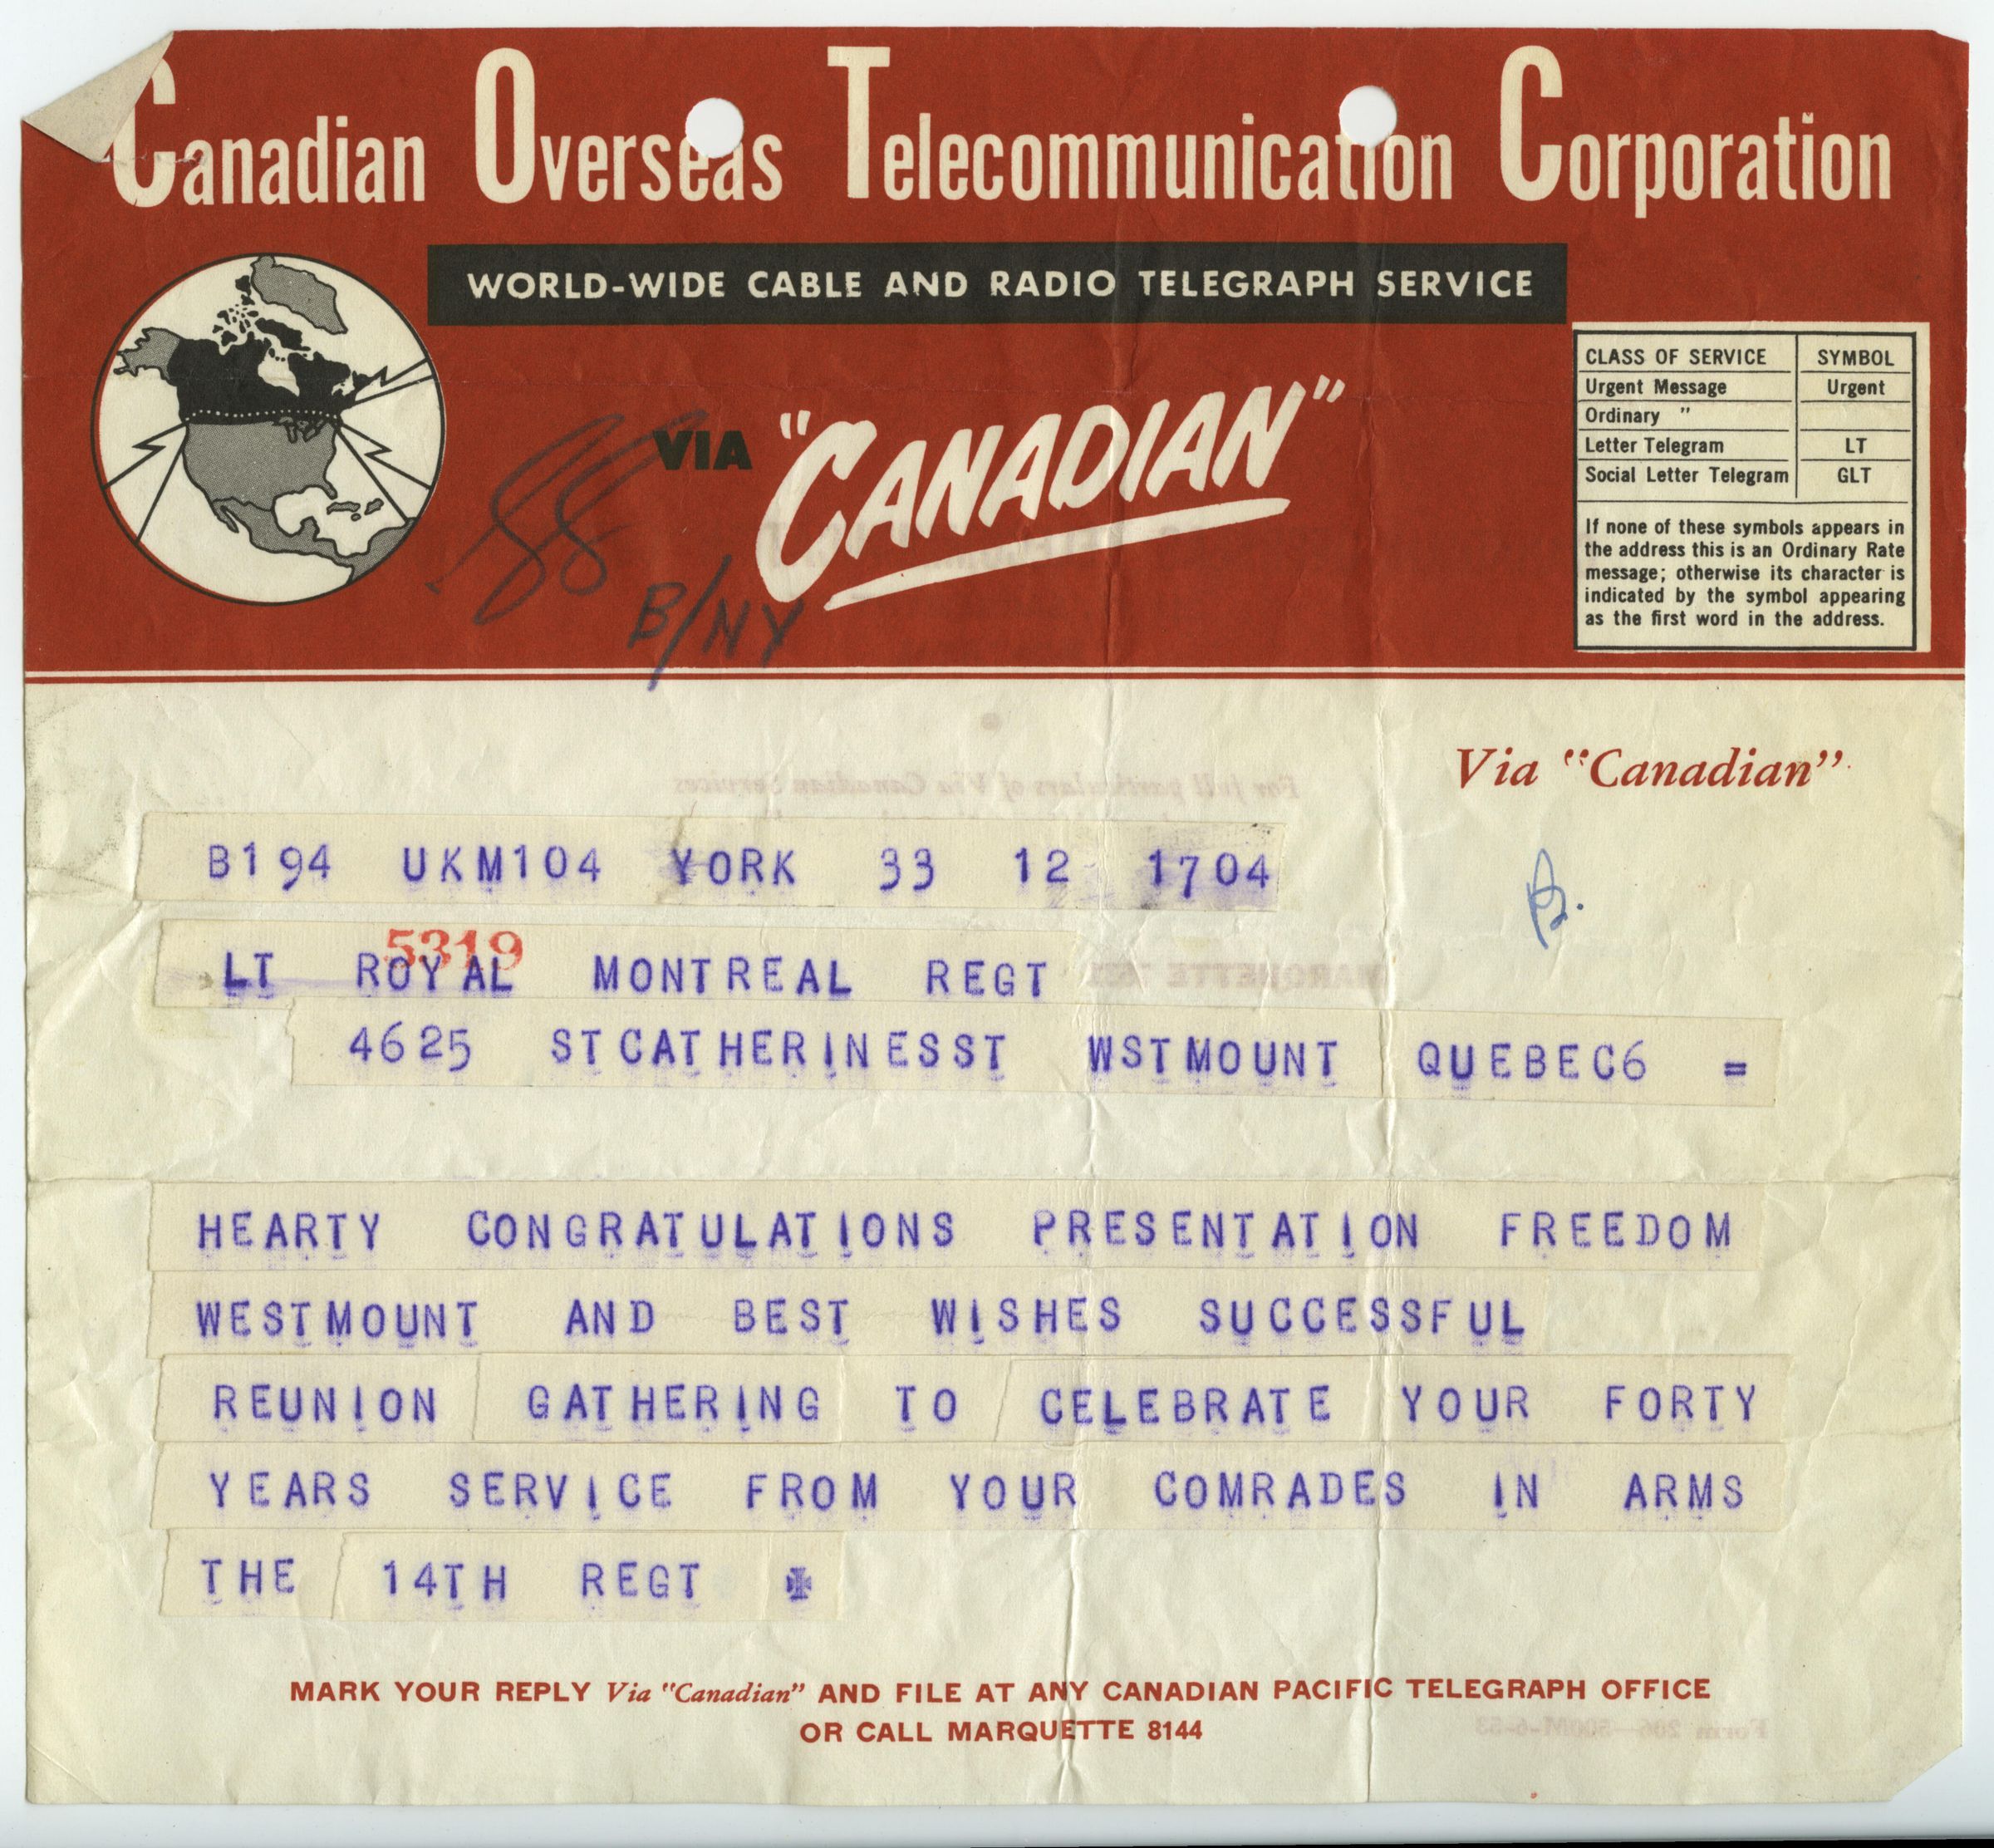 Canadian Overseas Telecommunication Corporation
WORLD-WIDE CABLE AND RADIO TELEGRAPH SERVICE
VIA "CANADIAN"
CLASS OF SERVICE SYMBOL
Urgent Message Urgent
Ordinary "
Letter Telegram LT
Social Letter Telegram GLT
If none of these symbols appears in
the address this is an Ordinary Rate
message; otherwise its character is
indicated by the symbol appearing
as the first word in the address.
B/NY
Via "Canadian"
B194 UKM104 YORK 33 12 1704
5319
LT ROYAL MONTREAL REGT
4625 STCATHERINESST WSTMOUNT QUEBEC6 =
HEARTY CONGRATULATIONS PRESENTATION FREEDOM
WESTMOUNT AND BEST WISHES SUCCESSFUL
REUNION GATHERING TO CELEBRATE YOUR FORTY
YEARS SERVICE FROM YOUR COMRADES IN ARMS
THE 14TH REGT
MARK YOUR REPLY Via "Canadian" AND FILE AT ANY CANADIAN PACIFIC TELEGRAPH OFFICE
OR CALL MARQUETTE 8144